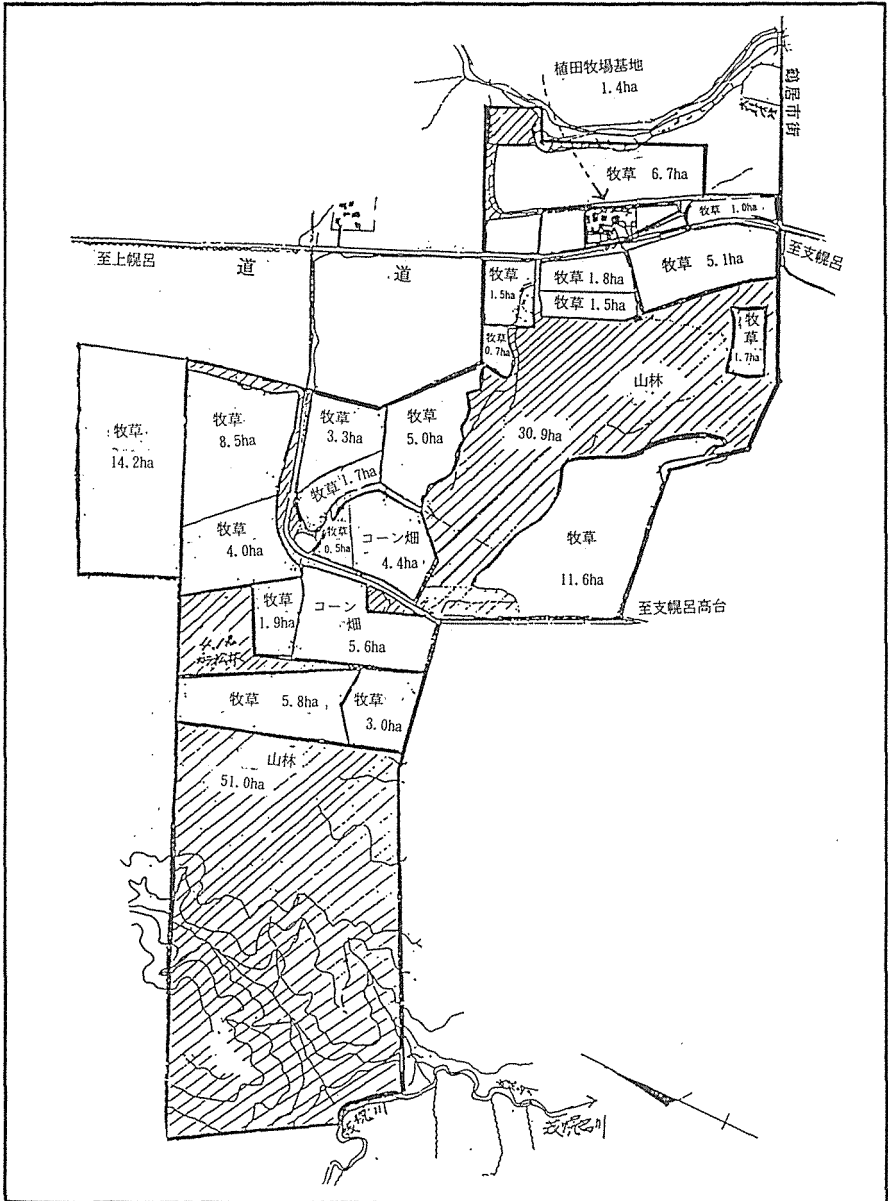 植田牧場基地
1.4ha
鶴居市街
牧草 6.7ha
牧草 1.0ha
至上幌呂
道
道
至支幌呂
牧草 5.1ha
牧草
1.5ha
牧草 1.8ha
牧草 1.5ha
牧草
0.7ha
牧草
1.7ha
山林
30.9ha
牧草
14.2ha
牧草
8.5ha
牧草
3.3ha
牧草
5.0ha
牧草 1.7ha
牧草
4.0ha
牧草
0.5ha
コーン畑
4.4ha
牧草
11.6ha
至支幌呂高台
牧草
1.9ha
コーン
畑
5.6ha
牧草 5.8ha
牧草
3.0ha
山林
51.0ha